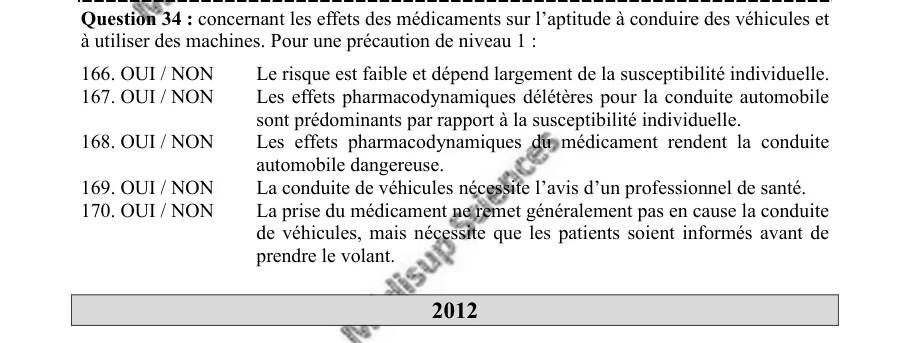 Question 34 : concernant les effets des médicaments sur l'aptitude à conduire des véhicules et
à utiliser des machines. Pour une précaution de niveau 1 :
166. OUI / NON Le risque est faible et dépend largement de la susceptibilité individuelle.
167. OUI / NON Les effets pharmacodynamiques délétères pour la conduite automobile
sont prédominants par rapport à la susceptibilité individuelle.
168. OUI / NON Les effets pharmacodynamiques du médicament rendent la conduite
automobile dangereuse.
169. OUI / NON La conduite de véhicules nécessite l'avis d'un professionnel de santé.
170. OUI / NON La prise du médicament ne remet généralement pas en cause la conduite
de véhicules, mais nécessite que les patients soient informés avant de
prendre le volant.
Medisup Sciences
2012